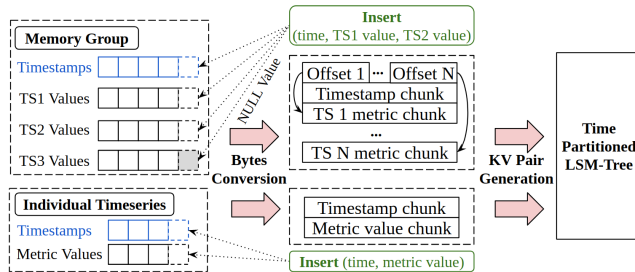 Memory Group
Timestamps
TS1 Values
TS2 Values
TS3 Values
Individual Timeseries
Timestamps
Metric Values
NULL Value
Bytes
Conversion
Insert
(time, TS1 value, TS2 value)
Offset 1 ... Offset N
Timestamp chunk
TS 1 metric chunk
...
TS N metric chunk
Timestamp chunk
Metric value chunk
Insert (time, metric value)
KV Pair
Generation
Time
Partitioned
LSM-Tree